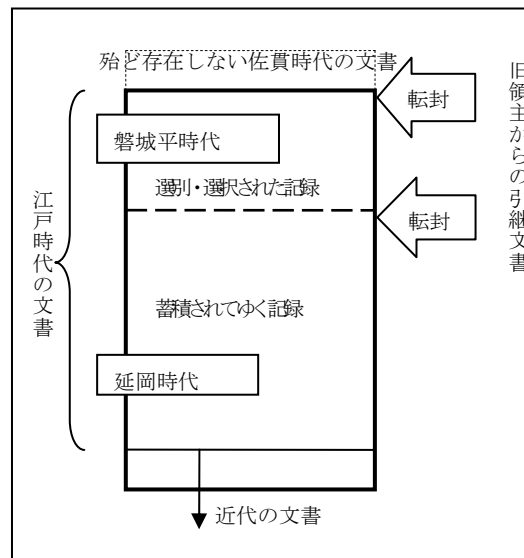 殆ど存在しない佐貫時代の文書
転封
旧領主からの引継文書
磐城平時代
選別・選択された記録
転封
江戸時代の文書
蓄積されてゆく記録
延岡時代
近代の文書